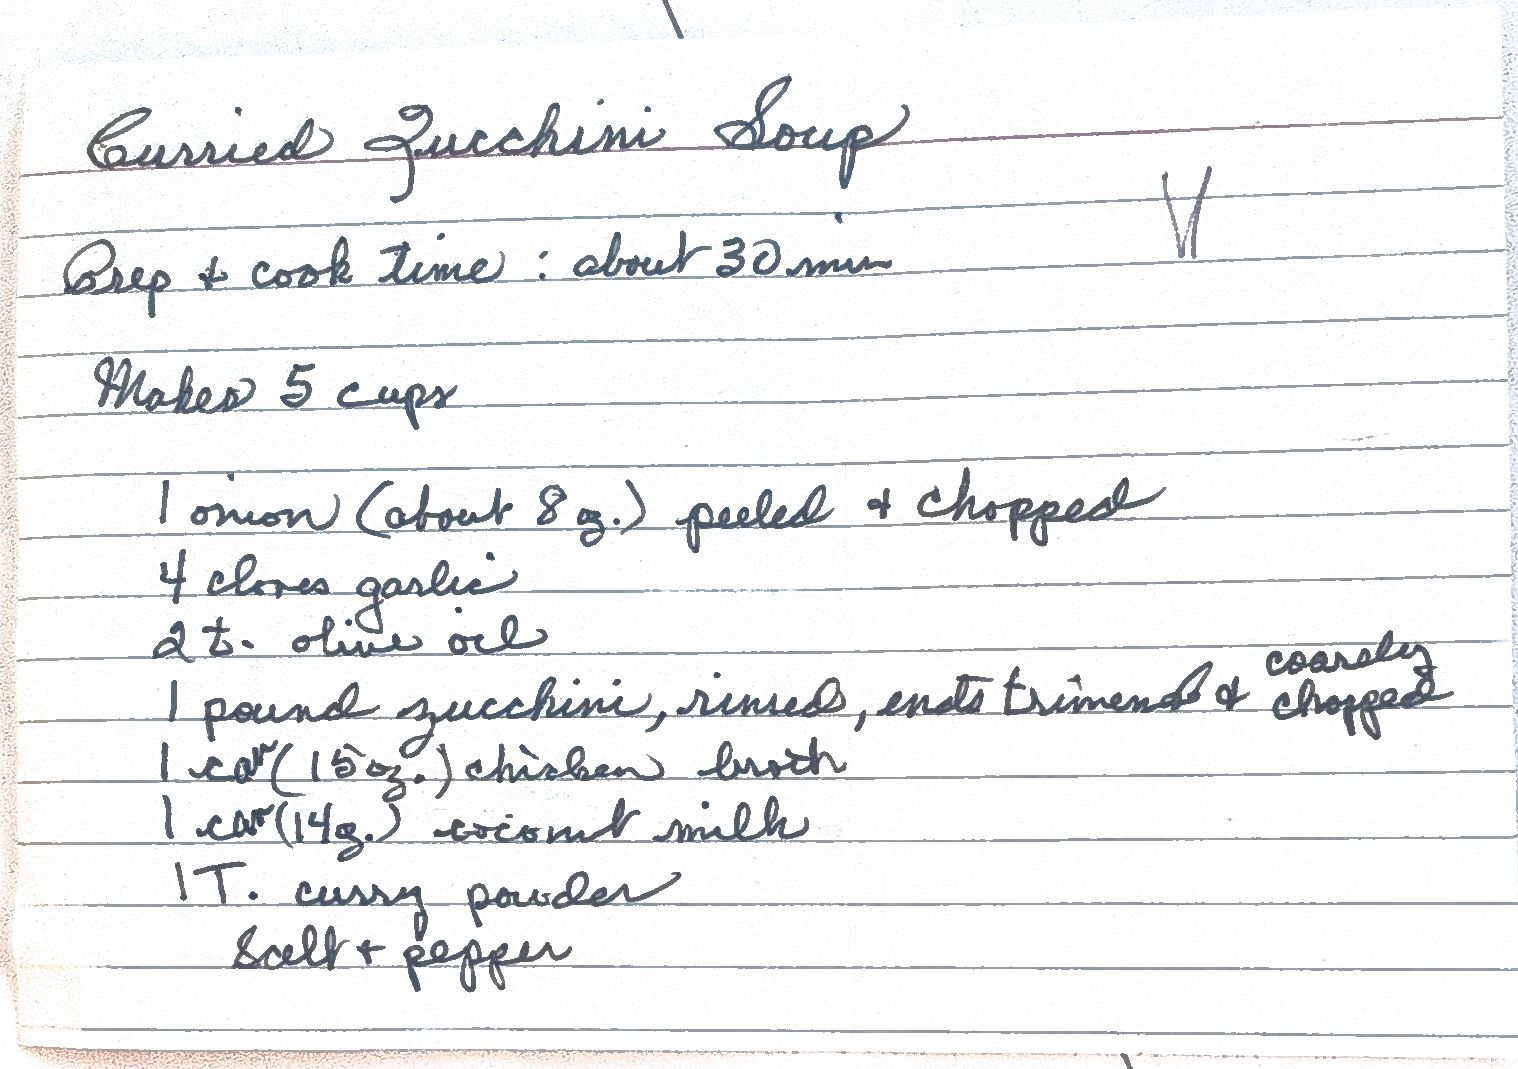 Curried Zucchini Soup
Prep & cook time : about 30 min
Makes 5 cups
1 onion (about 8 oz.) peeled & chopped
4 cloves garlic
2 t. olive oil
1 pound zucchini, rinsed, ends trimend & coarsly chopped
1 can (15 oz.) chicken broth
1 can (14 oz.) coconut milk
1 T. curry powder
Salt + pepper